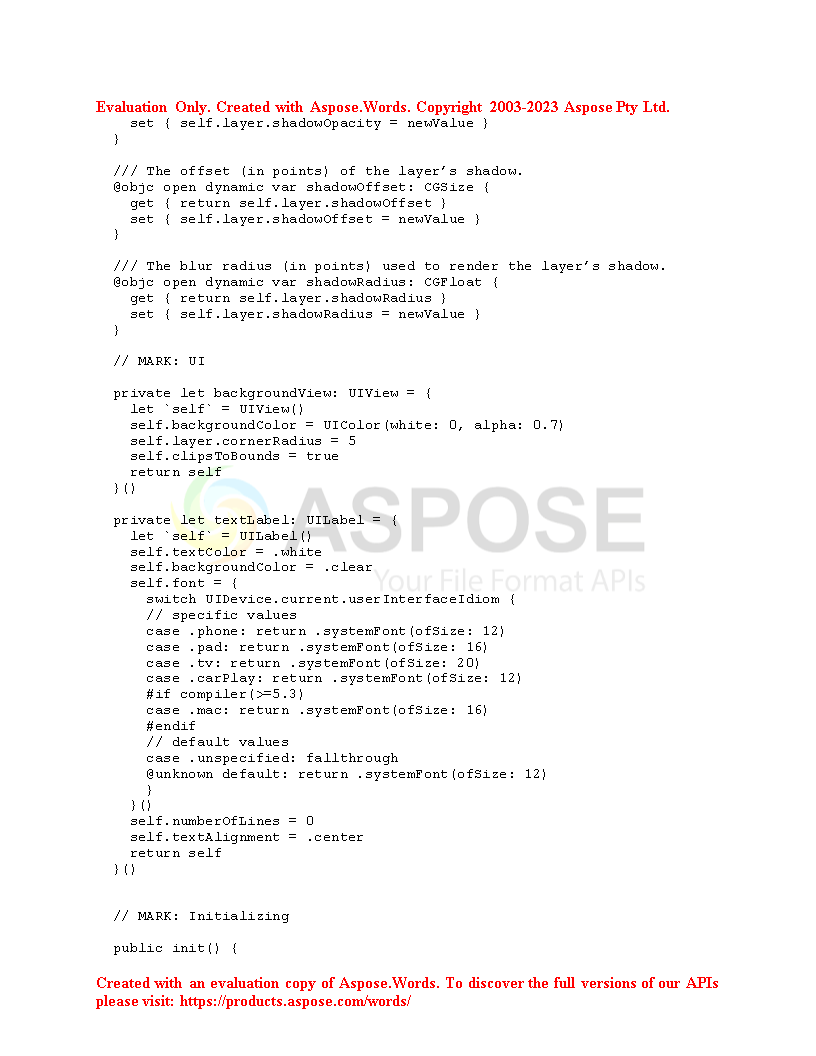 Evaluation Only. Created with Aspose.Words. Copyright 2003-2023 Aspose Pty Ltd.
    set { self.layer.shadowOpacity = newValue }
  }

  /// The offset (in points) of the layer’s shadow.
  @objc open dynamic var shadowOffset: CGSize {
    get { return self.layer.shadowOffset }
    set { self.layer.shadowOffset = newValue }
  }

  /// The blur radius (in points) used to render the layer’s shadow.
  @objc open dynamic var shadowRadius: CGFloat {
    get { return self.layer.shadowRadius }
    set { self.layer.shadowRadius = newValue }
  }

  // MARK: UI

  private let backgroundView: UIView = {
    let `self` = UIView()
    self.backgroundColor = UIColor(white: 0, alpha: 0.7)
    self.layer.cornerRadius = 5
    self.clipsToBounds = true
    return self
  }()

  private let textLabel: UILabel = {
    let `self` = UILabel()
    self.textColor = .white
    self.backgroundColor = .clear
    self.font = {
      switch UIDevice.current.userInterfaceIdiom {
      // specific values
      case .phone: return .systemFont(ofSize: 12)
      case .pad: return .systemFont(ofSize: 16)
      case .tv: return .systemFont(ofSize: 20)
      case .carPlay: return .systemFont(ofSize: 12)
      #if compiler(>=5.3)
      case .mac: return .systemFont(ofSize: 16)
      #endif
      // default values
      case .unspecified: fallthrough
      @unknown default: return .systemFont(ofSize: 12)
      }
    }()
    self.numberOfLines = 0
    self.textAlignment = .center
    return self
  }()

  // MARK: Initializing

  public init() {
ASPOSE
Your File Format APIs
Created with an evaluation copy of Aspose.Words. To discover the full versions of our APIs
please visit: https://products.aspose.com/words/